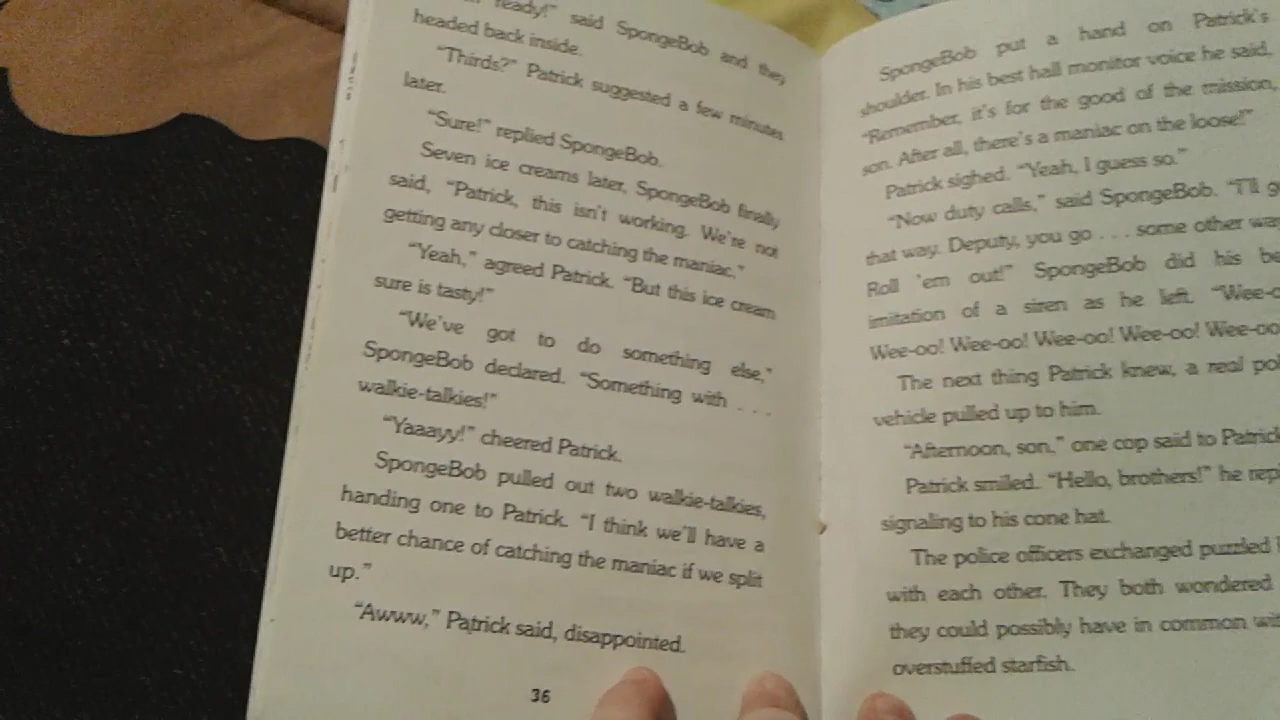 ready!" said SpongeBob and they
headed back inside.
"Thirds?" Patrick suggested a few minutes
later.
"Sure!" replied SpongeBob.
Seven ice creams later, SpongeBob finally
said, "Patrick, this isn't working. We're not
getting any closer to catching the maniac."
"Yeah," agreed Patrick. "But this ice cream
sure is tasty!"
"We've got to do something else,"
SpongeBob declared. "Something with . . .
walkie-talkies!"
"Yaaayy!" cheered Patrick.
SpongeBob pulled out two walkie-talkies,
handing one to Patrick. "I think we'll have a
better chance of catching the maniac if we split
up."
"Awww," Patrick said, disappointed.
36
SpongeBob put a hand on Patrick's
shoulder. In his best hall monitor voice he said,
"Remember, it's for the good of the mission,
son. After all, there's a maniac on the loose!"
Patrick sighed. "Yeah, I guess so."
"Now duty calls," said SpongeBob. "I'll
that way. Deputy, you go . . . some other
Roll 'em out!" SpongeBob did his
imitation of a siren as he left.
Wee-oo! Wee-oo! Wee-oo! Wee-oo! Wee-oo
The next thing Patrick knew, a real
vehicle pulled up to him.
"Afternoon, son," one cop said to
Patrick smiled. "Hello, brothers!" he
signaling to his cone hat.
The police officers exchanged puzzled
with each other. They both wondered
they could possibly have in common
overstuffed starfish.